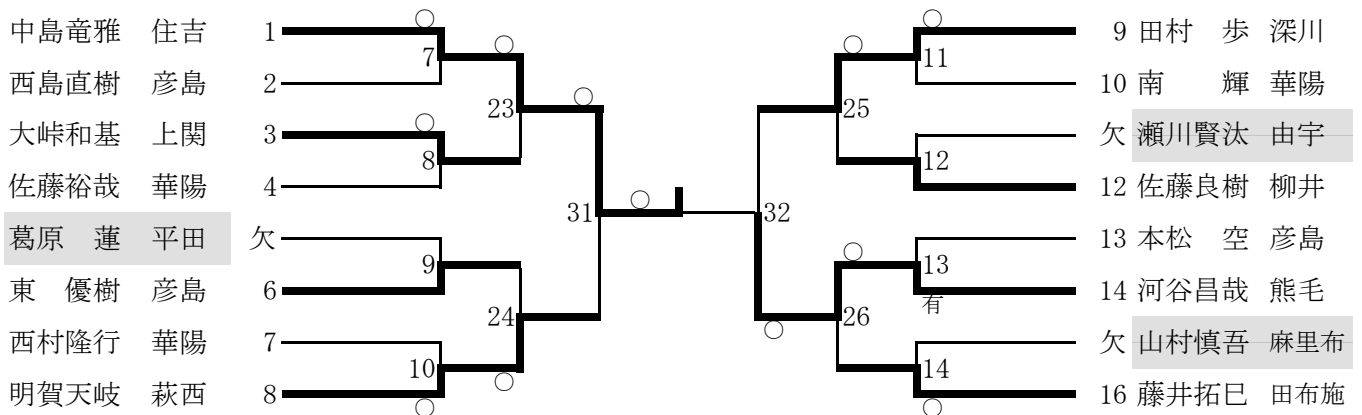 中島竜雅 住吉 1
西島直樹 彦島 2
大峠和基 上関 3
佐藤裕哉 華陽 4
葛原 蓮 平田 欠
東 優樹 彦島 6
西村隆行 華陽 7
明賀天岐 萩西 8
○
7
○
23
○
○
8
31
○
9
24
10
○
○
○
11
○
25
12
32
○
13
有
26
○
14
○
9 田村 歩 深川
10 南 輝 華陽
欠 瀬川賢汰 由宇
12 佐藤良樹 柳井
13 本松 空 彦島
14 河谷昌哉 熊毛
欠 山村慎吾 麻里布
16 藤井拓巳 田布施